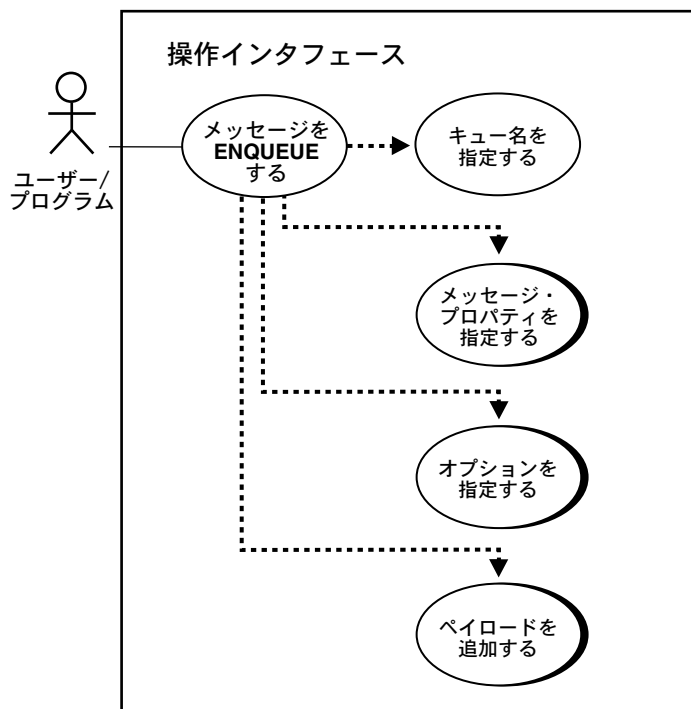 操作インタフェース
ユーザー/
プログラム
メッセージを
ENQUEUE
する
キュー名を
指定する
メッセージ・
プロパティを
指定する
オプションを
指定する
ペイロードを
追加する